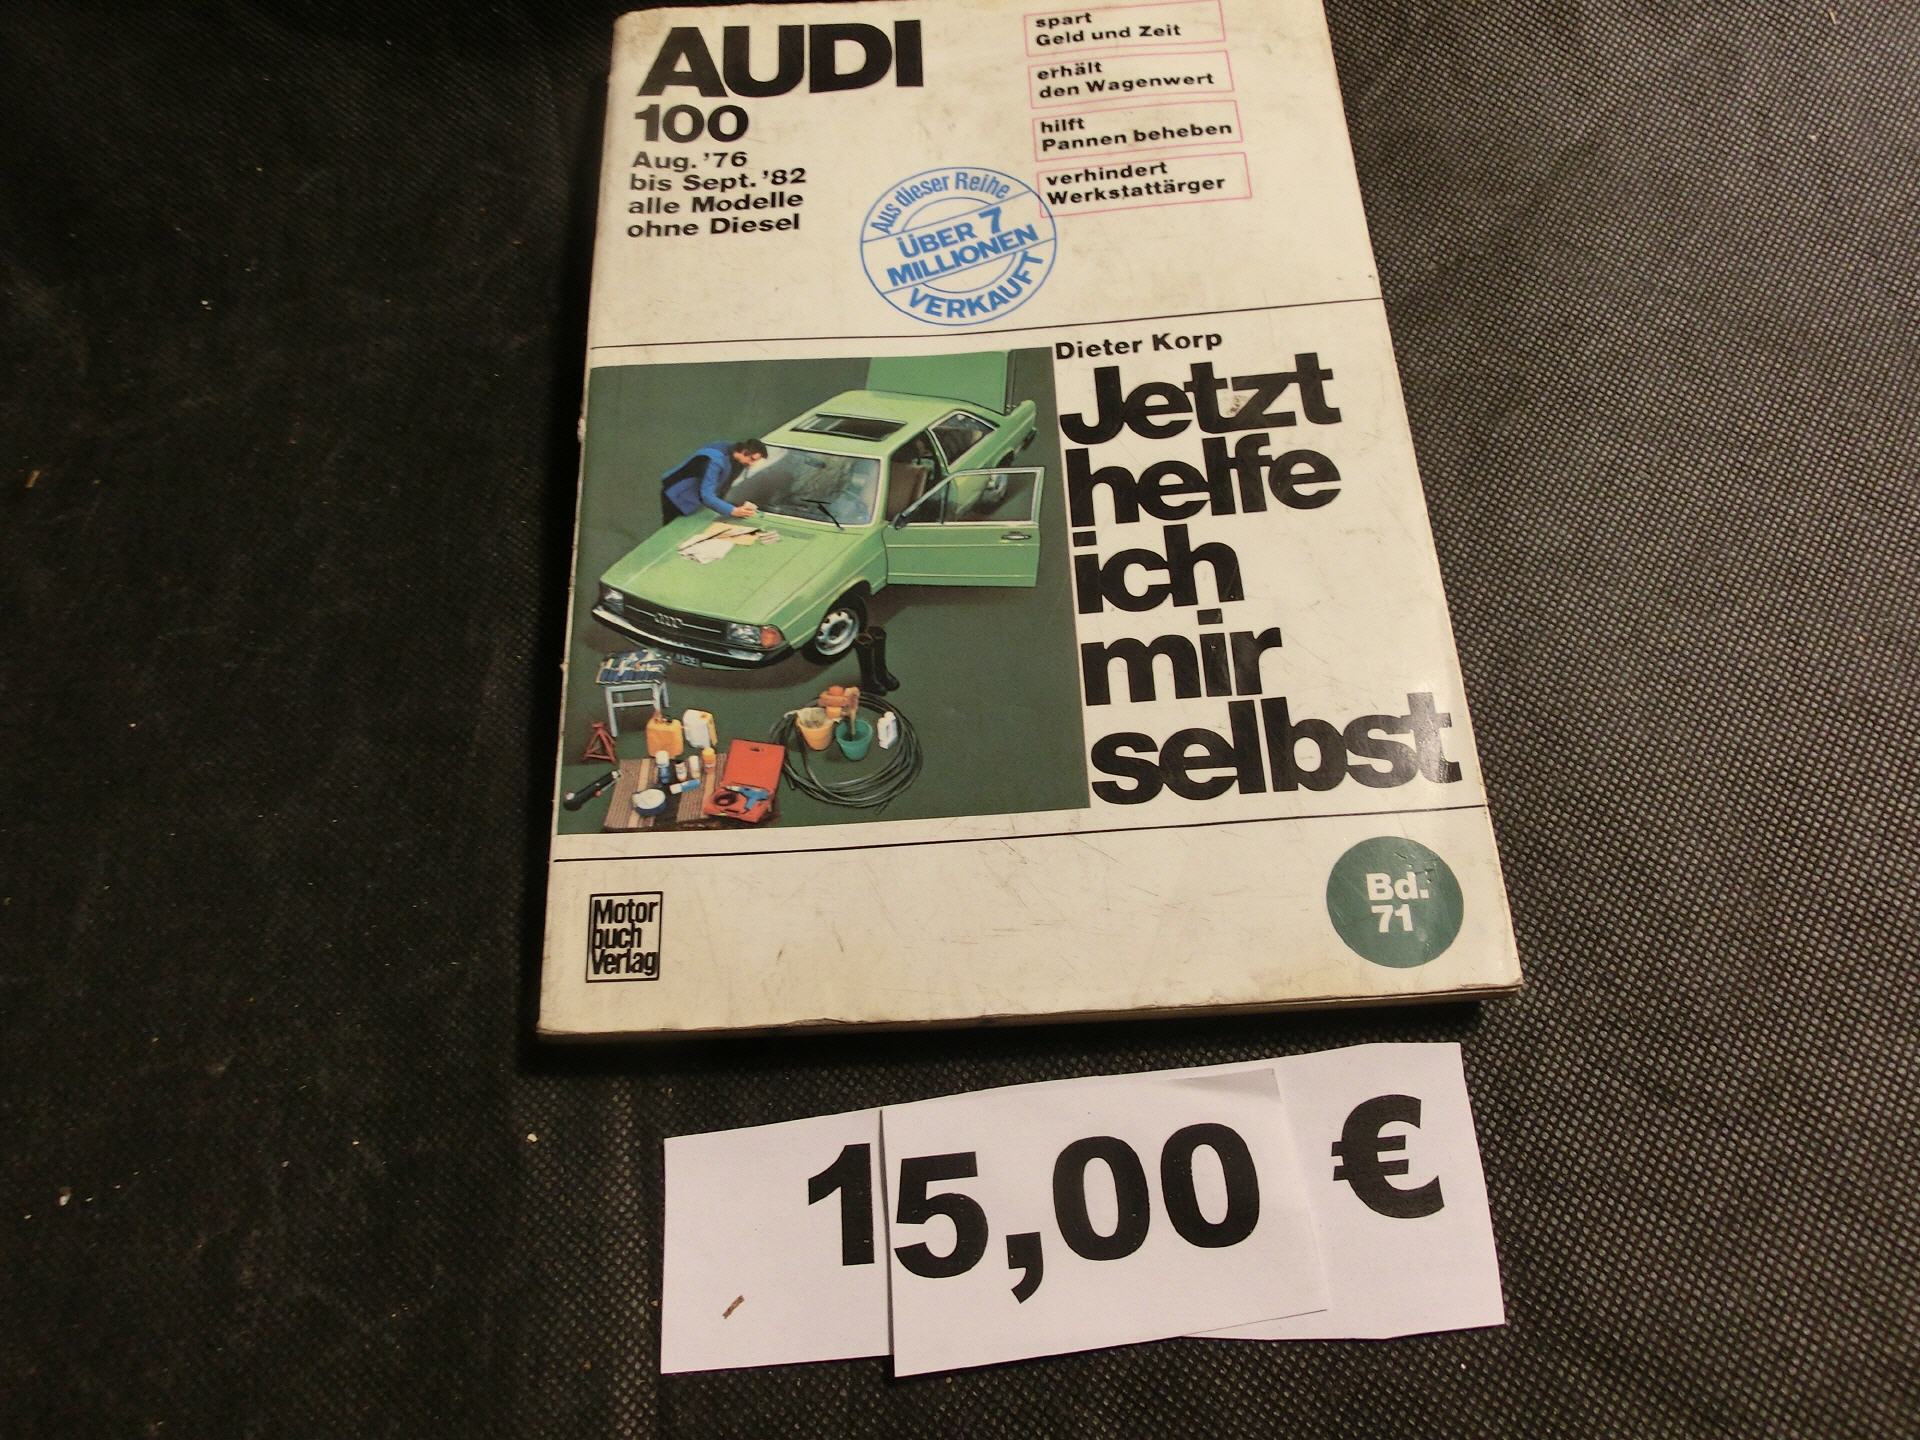 AUDI
100
Aug. '76
bis Sept. '82
alle Modelle
ohne Diesel
spart
Geld und Zeit
erhält
den Wagenwert
hilft
Pannen beheben
verhindert
Werkstattärger
Aus dieser Reihe
ÜBER 7
MILLIONEN
VERKAUFT
Dieter Korp
Jetzt
helfe
ich
mir
selbst
Motor
buch
Verlag
Bd.
71
15,00 €